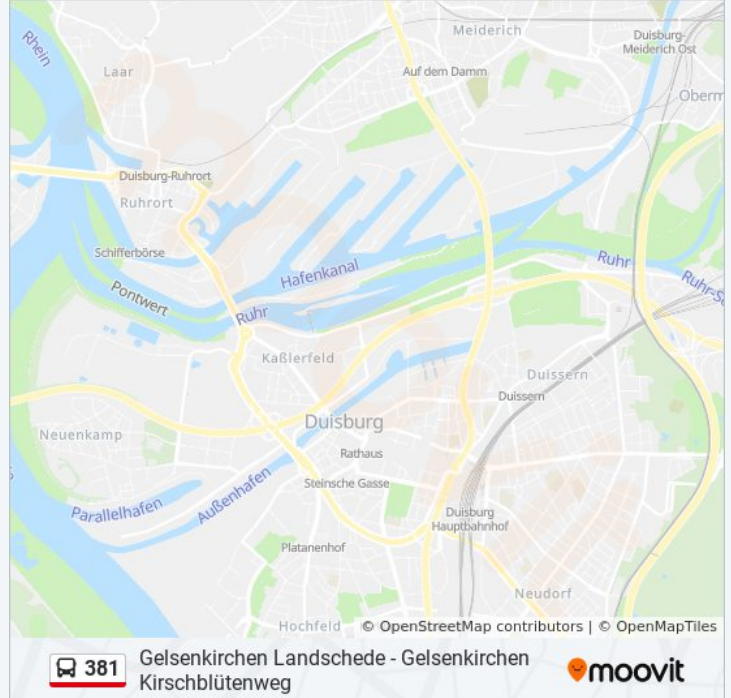 Rhein
Meiderich
Duisburg-
Meiderich Ost
Laar
Auf dem Damm
Oberm
Duisburg-Ruhrort
Ruhrort
Schifferbörse
Hafenkanal
Ruhr
Ruhr-S
Pontwert
Ruhr
Kaßlerfeld
Duissern
Duissern
Duisburg
Neuenkamp
Rathaus
Steinsche Gasse
Außenhafen
Parallelhafen
Duisburg
Hauptbahnhof
Platanenhof
Neudorf
Hochfeld
© OpenStreetMap contributors | © OpenMapTiles
381
Gelsenkirchen Landschede - Gelsenkirchen
Kirschblütenweg
moovit